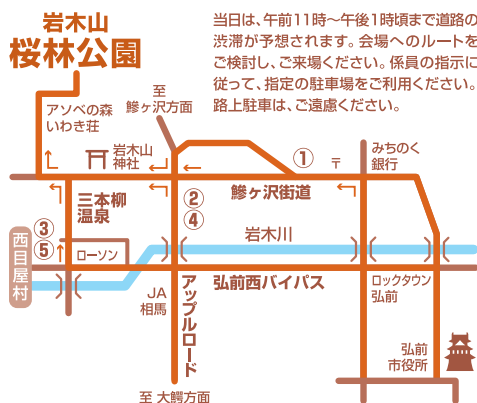 岩木山
桜林公園
当日は、午前11時～午後1時頃まで道路の
渋滞が予想されます。会場へのルートを
ご検討し、ご来場ください。係員の指示に
従って、指定の駐車場をご利用ください。
路上駐車は、ご遠慮ください。
至
鰺ヶ沢方面
アソベの森
いわき荘
岩木山
神社
①
〒
みちのく
銀行
三本柳
温泉
②
④
鰺ヶ沢街道
③
⑤
岩木川
西目屋村
ローソン
JA
相馬
アップルロード
弘前西バイパス
ロックタウン
弘前
弘前
市役所
至 大鰐方面